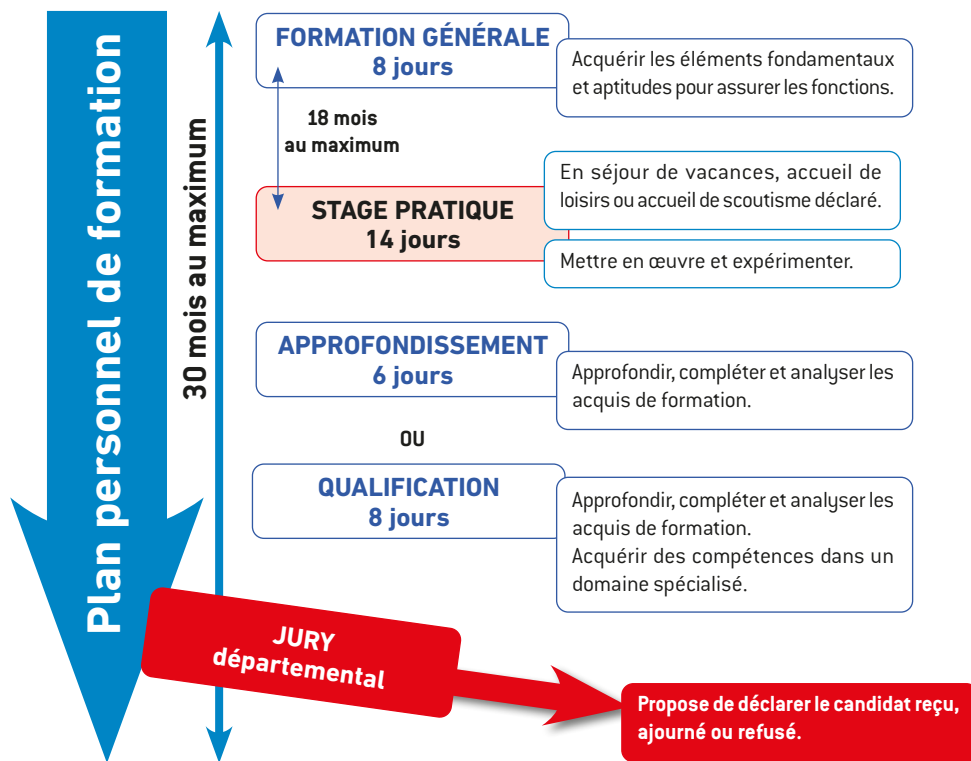 Plan personnel de formation
30 mois au maximum
FORMATION GÉNÉRALE
8 jours
Acquérir les éléments fondamentaux
et aptitudes pour assurer les fonctions.
18 mois
au maximum
STAGE PRATIQUE
14 jours
En séjour de vacances, accueil de
loisirs ou accueil de scoutisme déclaré.
Mettre en œuvre et expérimenter.
APPROFONDISSEMENT
6 jours
Approfondir, compléter et analyser les
acquis de formation.
OU
QUALIFICATION
8 jours
Approfondir, compléter et analyser les
acquis de formation.
Acquérir des compétences dans un
domaine spécialisé.
JURY
départemental
Propose de déclarer le candidat reçu,
ajourné ou refusé.